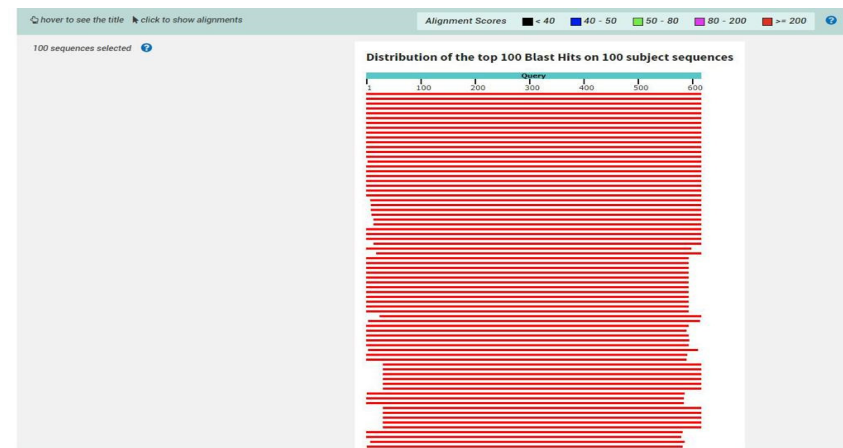 hover to see the title click to show alignments Alignment Scores < 40 40 - 50 50 - 80 80 - 200 >= 200 ?
100 sequences selected ?
Distribution of the top 100 Blast Hits on 100 subject sequences
Query
1 100 200 300 400 500 600